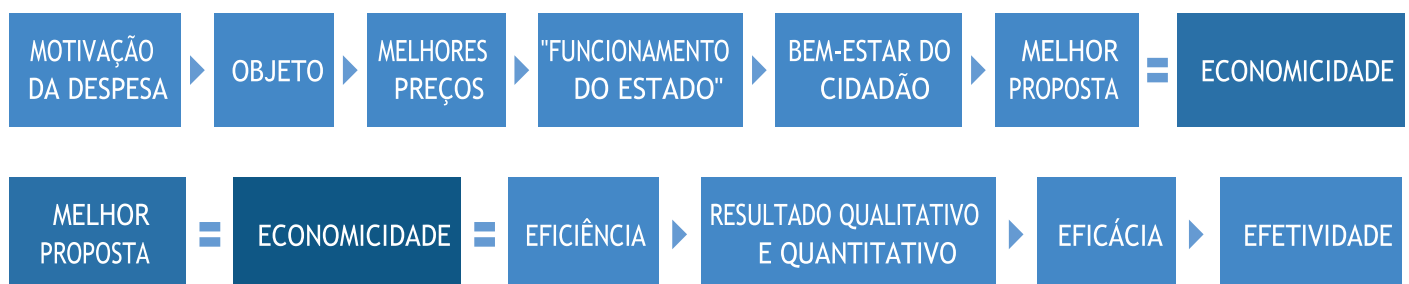 MOTIVAÇÃO
DA DESPESA
OBJETO
MELHORES
PREÇOS
"FUNCIONAMENTO
DO ESTADO"
BEM-ESTAR DO
CIDADÃO
MELHOR
PROPOSTA
=
ECONOMICIDADE
MELHOR
PROPOSTA
=
ECONOMICIDADE
=
EFICIÊNCIA
RESULTADO QUALITATIVO
E QUANTITATIVO
EFICÁCIA
EFETIVIDADE